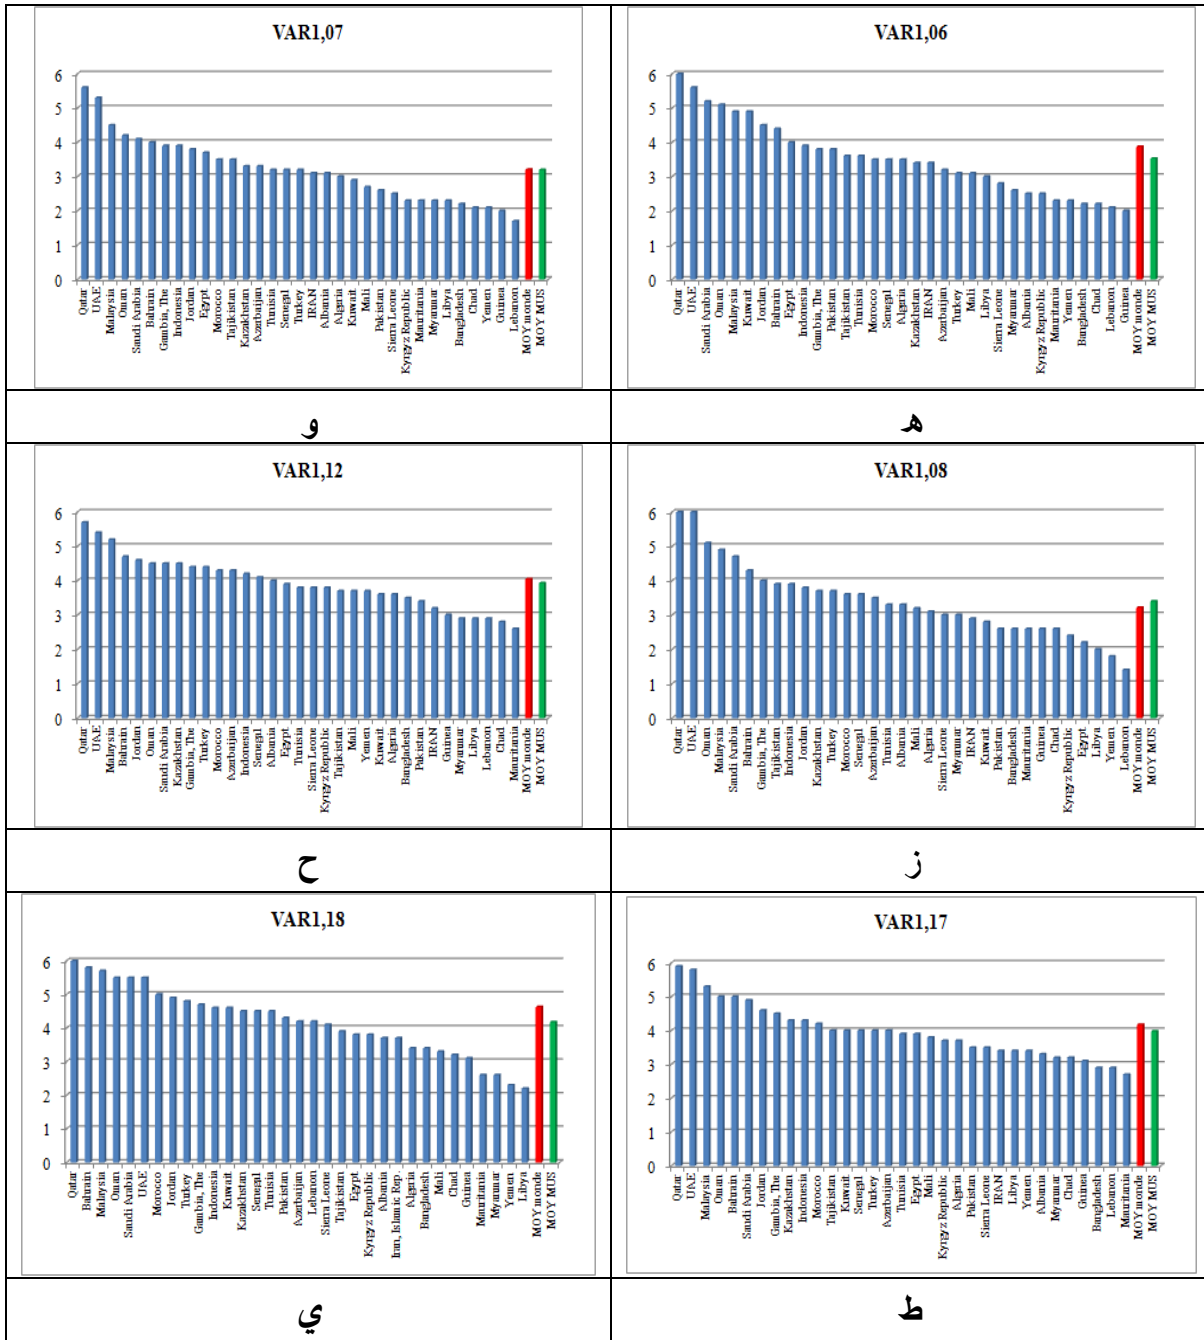 VAR1,06
6
5
4
3
2
1
0
Qatar
UAE
Saudi Arabia
Oman
Malaysia
Kuwait
Jordan
Bahrain
Egypt
Indonesia
Gambia, The
Pakistan
Tajikistan
Tunisia
Morocco
Senegal
Algeria
Kazakhstan
IRAN
Azerbaijan
Turkey
Mali
Libya
Sierra Leone
Myanmar
Albania
Kyrgyz Republic
Mauritania
Yemen
Bangladesh
Chad
Lebanon
Guinea
MOY monde
MOY MUS
ه
VAR1,07
6
5
4
3
2
1
0
Qatar
UAE
Malaysia
Oman
Saudi Arabia
Bahrain
Gambia, The
Indonesia
Jordan
Egypt
Morocco
Tajikistan
Kazakhstan
Azerbaijan
Tunisia
Senegal
Turkey
IRAN
Albania
Algeria
Kuwait
Mali
Pakistan
Sierra Leone
Kyrgyz Republic
Mauritania
Myanmar
Libya
Bangladesh
Chad
Yemen
Guinea
Lebanon
MOY monde
MOY MUS
و
VAR1,08
6
5
4
3
2
1
0
Qatar
UAE
Oman
Malaysia
Saudi Arabia
Bahrain
Gambia, The
Tajikistan
Indonesia
Jordan
Kazakhstan
Turkey
Morocco
Senegal
Azerbaijan
Tunisia
Albania
Mali
Algeria
Sierra Leone
Myanmar
IRAN
Kuwait
Pakistan
Bangladesh
Mauritania
Guinea
Chad
Kyrgyz Republic
Egypt
Libya
Yemen
Lebanon
MOY monde
MOY MUS
ز
VAR1,12
6
5
4
3
2
1
0
Qatar
UAE
Malaysia
Bahrain
Jordan
Oman
Saudi Arabia
Kazakhstan
Gambia, The
Turkey
Morocco
Azerbaijan
Indonesia
Senegal
Albania
Egypt
Tunisia
Sierra Leone
Kyrgyz Republic
Tajikistan
Mali
Yemen
Kuwait
Algeria
Bangladesh
Pakistan
IRAN
Guinea
Myanmar
Libya
Lebanon
Chad
Mauritania
MOY monde
MOY MUS
ح
VAR1,17
6
5
4
3
2
1
0
Qatar
UAE
Malaysia
Oman
Bahrain
Saudi Arabia
Jordan
Gambia, The
Kazakhstan
Indonesia
Morocco
Tajikistan
Kuwait
Senegal
Turkey
Azerbaijan
Tunisia
Egypt
Mali
Kyrgyz Republic
Algeria
Pakistan
Sierra Leone
IRAN
Libya
Yemen
Albania
Myanmar
Chad
Guinea
Bangladesh
Lebanon
Mauritania
MOY monde
MOY MUS
ط
VAR1,18
6
5
4
3
2
1
0
Qatar
Bahrain
Malaysia
Oman
Saudi Arabia
UAE
Morocco
Jordan
Turkey
Gambia, The
Indonesia
Kuwait
Kazakhstan
Senegal
Tunisia
Pakistan
Azerbaijan
Lebanon
Sierra Leone
Tajikistan
Egypt
Kyrgyz Republic
Albania
Iran, Islamic Rep.
Algeria
Bangladesh
Mali
Chad
Guinea
Mauritania
Myanmar
Yemen
Libya
MOY monde
MOY MUS
ي